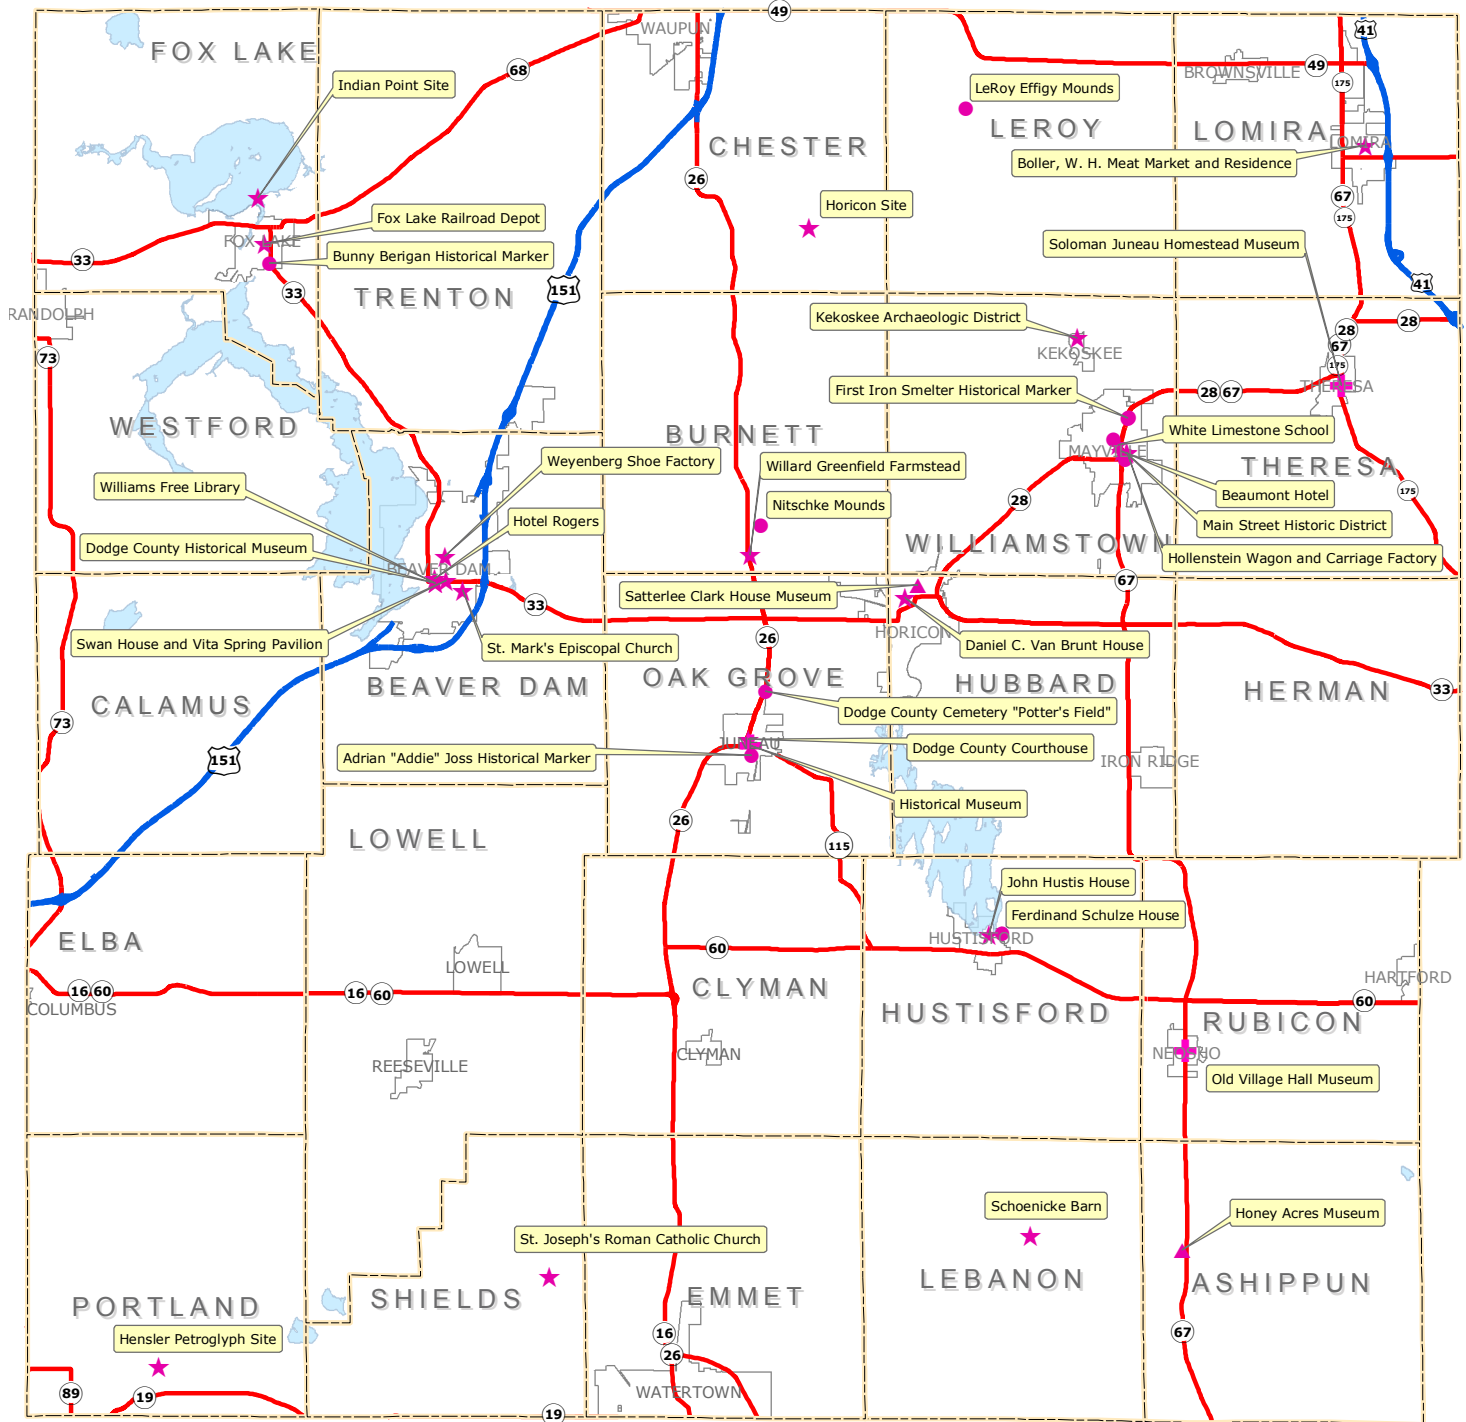 49
WAUPUN
41
FOX LAKE
68
49
BROWNSVILLE
Indian Point Site
175
LeRoy Effigy Mounds
LEROY
LOMIRA
LOMIRA
CHESTER
Boller, W. H. Meat Market and Residence
26
67
Horicon Site
175
Fox Lake Railroad Depot
FOX LAKE
Soloman Juneau Homestead Museum
Bunny Berigan Historical Marker
33
33
TRENTON
151
41
RANDOLPH
Kekoskee Archaeologic District
28
28
67
73
KEKOSKEE
175
THERESA
First Iron Smelter Historical Marker
28
67
WESTFORD
BURNETT
White Limestone School
MAYVILLE
Weyenberg Shoe Factory
Willard Greenfield Farmstead
THERESA
Williams Free Library
175
Beaumont Hotel
28
Nitschke Mounds
Hotel Rogers
Main Street Historic District
Dodge County Historical Museum
WILLIAMSTOWN
Hollenstein Wagon and Carriage Factory
BEAVER DAM
67
Satterlee Clark House Museum
33
HORICON
26
Swan House and Vita Spring Pavilion
St. Mark's Episcopal Church
Daniel C. Van Brunt House
OAK GROVE
BEAVER DAM
HUBBARD
HERMAN
33
CALAMUS
Dodge County Cemetery "Potter's Field"
73
JUNEAU
Dodge County Courthouse
Adrian "Addie" Joss Historical Marker
151
IRON RIDGE
Historical Museum
26
LOWELL
115
John Hustis House
Ferdinand Schulze House
ELBA
HUSTISFORD
60
LOWELL
HARTFORD
16
60
16
60
CLYMAN
COLUMBUS
60
HUSTISFORD
RUBICON
CLYMAN
NEOSHO
REESEVILLE
Old Village Hall Museum
Schoenicke Barn
Honey Acres Museum
St. Joseph's Roman Catholic Church
LEBANON
ASHIPPUN
SHIELDS
EMMET
PORTLAND
16
67
Hensler Petroglyph Site
26
89
19
WATERTOWN
19